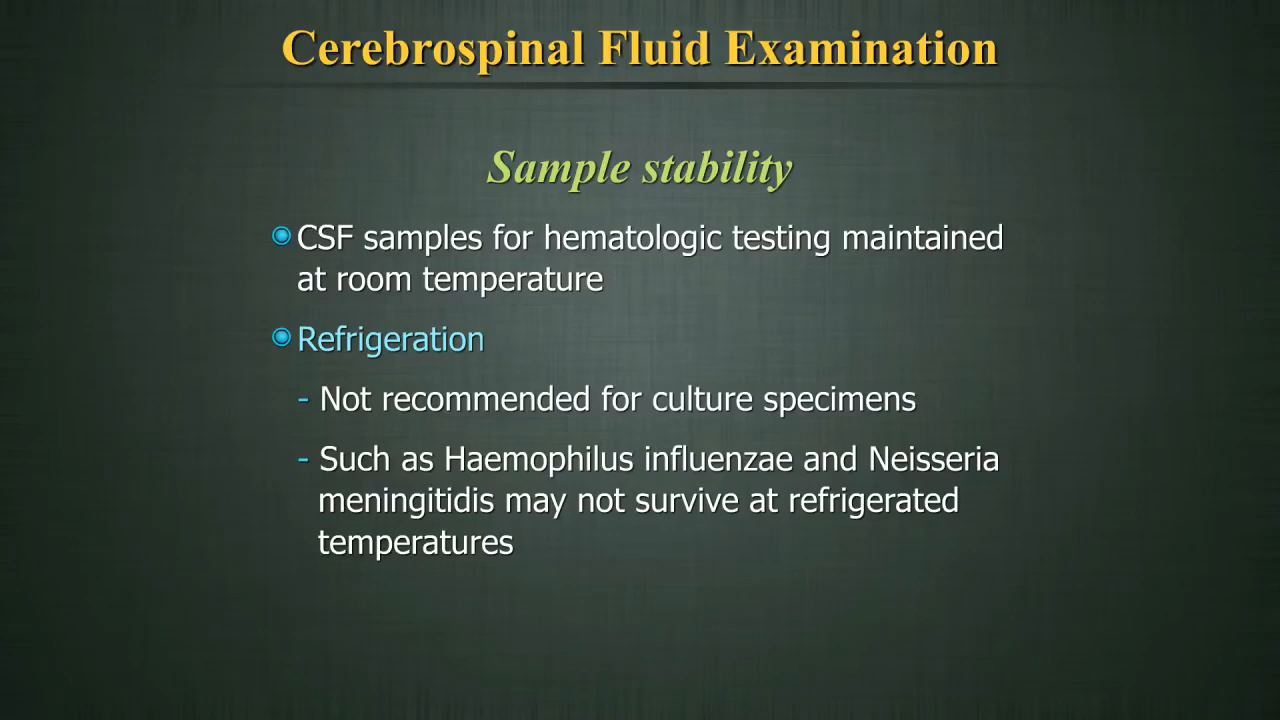 Cerebrospinal Fluid Examination
Sample stability
CSF samples for hematologic testing maintained
at room temperature
Refrigeration
- Not recommended for culture specimens
- Such as Haemophilus influenzae and Neisseria
meningitidis may not survive at refrigerated
temperatures